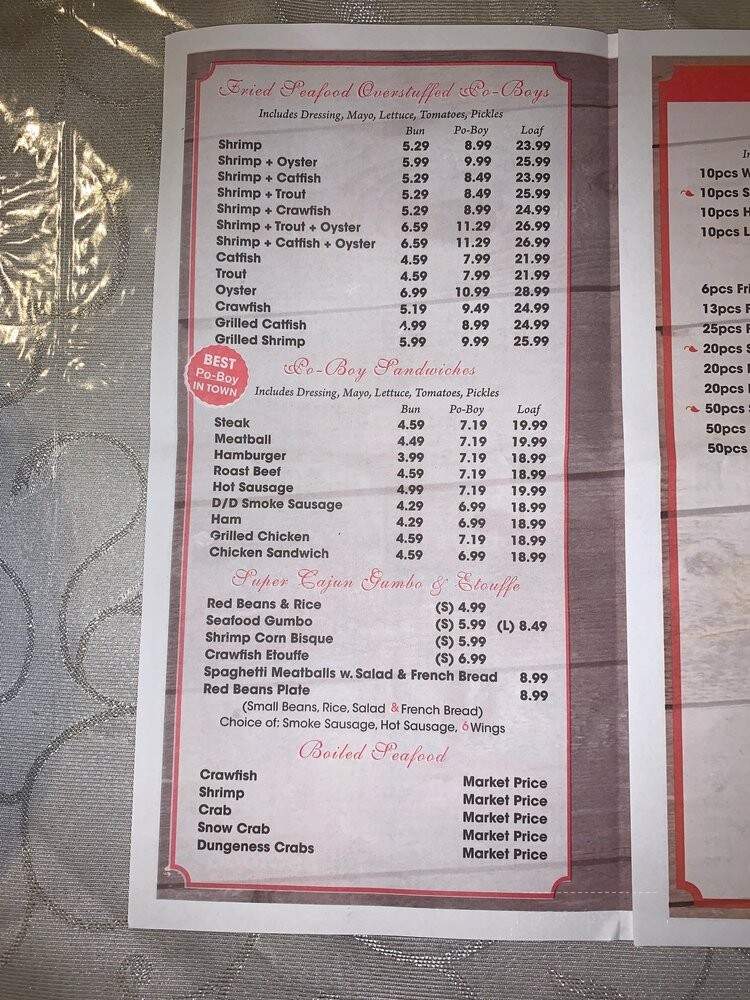 Fried Seafood Overstuffed Po-Boys
Includes Dressing, Mayo, Lettuce, Tomatoes, Pickles
Bun Po-Boy Loaf
Shrimp 5.29 8.99 23.99
Shrimp + Oyster 5.99 9.99 25.99
Shrimp + Catfish 5.29 8.49 23.99
Shrimp + Trout 5.29 8.49 25.99
Shrimp + Crawfish 5.29 8.99 24.99
Shrimp + Trout + Oyster 6.59 11.29 26.99
Shrimp + Catfish + Oyster 6.59 11.29 26.99
Catfish 4.59 7.99 21.99
Trout 4.59 7.99 21.99
Oyster 6.99 10.99 28.99
Crawfish 5.19 9.49 24.99
Grilled Catfish 4.99 8.99 24.99
Grilled Shrimp 5.99 9.99 25.99
BEST
Po-Boy
IN TOWN
Po-Boy Sandwiches
Includes Dressing, Mayo, Lettuce, Tomatoes, Pickles
Bun Po-Boy Loaf
Steak 4.59 7.19 19.99
Meatball 4.49 7.19 19.99
Hamburger 3.99 7.19 18.99
Roast Beef 4.59 7.19 18.99
Hot Sausage 4.99 7.19 19.99
D/D Smoke Sausage 4.29 6.99 18.99
Ham 4.29 6.99 18.99
Grilled Chicken 4.59 7.19 18.99
Chicken Sandwich 4.59 6.99 18.99
Super Cajun Gumbo & Etouffe
Red Beans & Rice (S) 4.99
Seafood Gumbo (S) 5.99 (L) 8.49
Shrimp Corn Bisque (S) 5.99
Crawfish Etouffe (S) 6.99
Spaghetti Meatballs w. Salad & French Bread 8.99
Red Beans Plate 8.99
(Small Beans, Rice, Salad & French Bread)
Choice of: Smoke Sausage, Hot Sausage, 6 Wings
Boiled Seafood
Crawfish Market Price
Shrimp Market Price
Crab Market Price
Snow Crab Market Price
Dungeness Crabs Market Price
10pcs
10pcs
10pcs
10pcs
6pcs
13pcs
25pcs
20pcs
20pcs
20pcs
50pcs
50pcs
50pcs